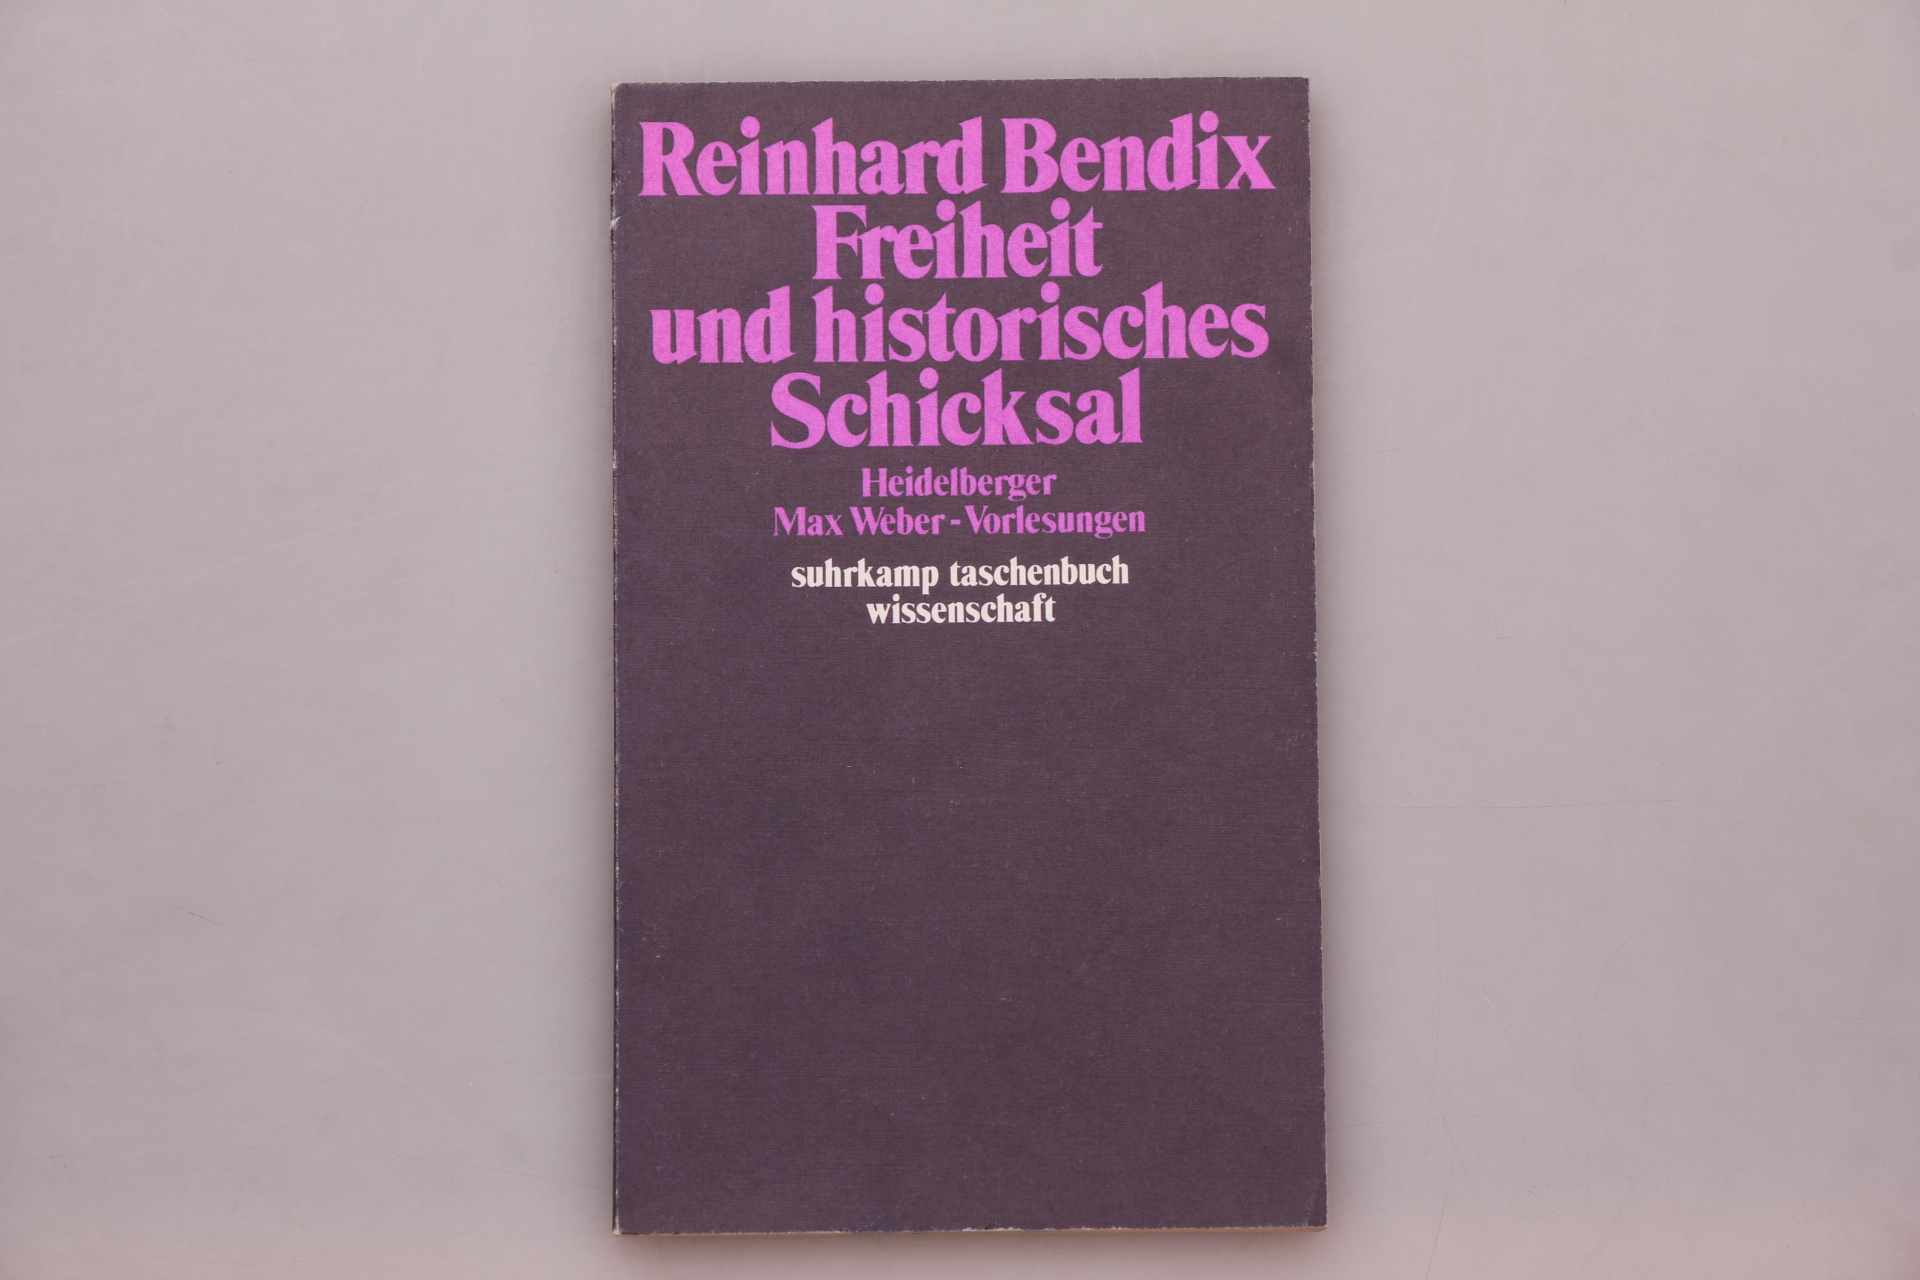 Reinhard Bendix
Freiheit
und historisches
Schicksal
Heidelberger
Max Weber-Vorlesungen
suhrkamp taschenbuch
wissenschaft